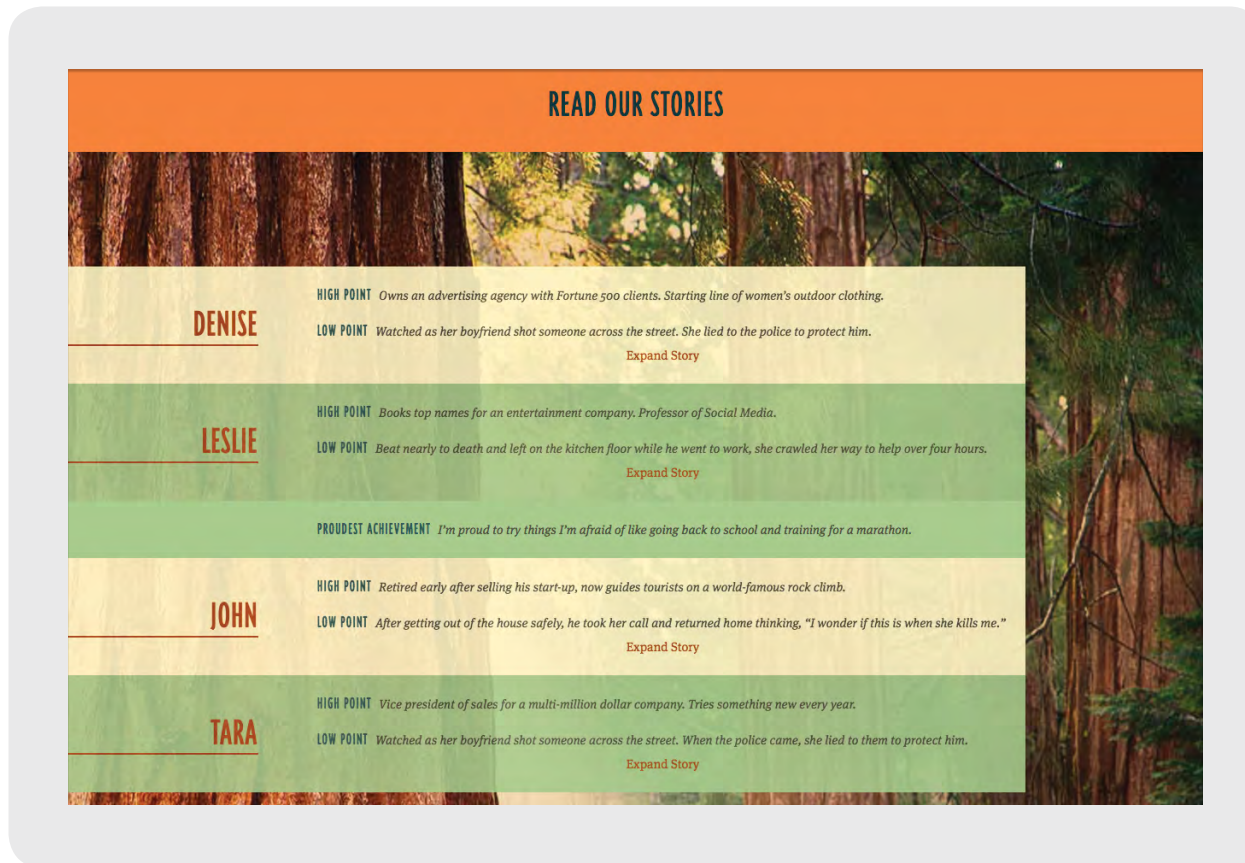 READ OUR STORIES
DENISE
HIGH POINT Owns an advertising agency with Fortune 500 clients. Starting line of women's outdoor clothing.
LOW POINT Watched as her boyfriend shot someone across the street. She lied to the police to protect him.
Expand Story
LESLIE
HIGH POINT Books top names for an entertainment company. Professor of Social Media.
LOW POINT Beat nearly to death and left on the kitchen floor while he went to work, she crawled her way to help over four hours.
Expand Story
PROUDEST ACHIEVEMENT I'm proud to try things I'm afraid of like going back to school and training for a marathon.
JOHN
HIGH POINT Retired early after selling his start-up, now guides tourists on a world-famous rock climb.
LOW POINT After getting out of the house safely, he took her call and returned home thinking, “I wonder if this is when she kills me.”
Expand Story
TARA
HIGH POINT Vice president of sales for a multi-million dollar company. Tries something new every year.
LOW POINT Watched as her boyfriend shot someone across the street. When the police came, she lied to them to protect him.
Expand Story